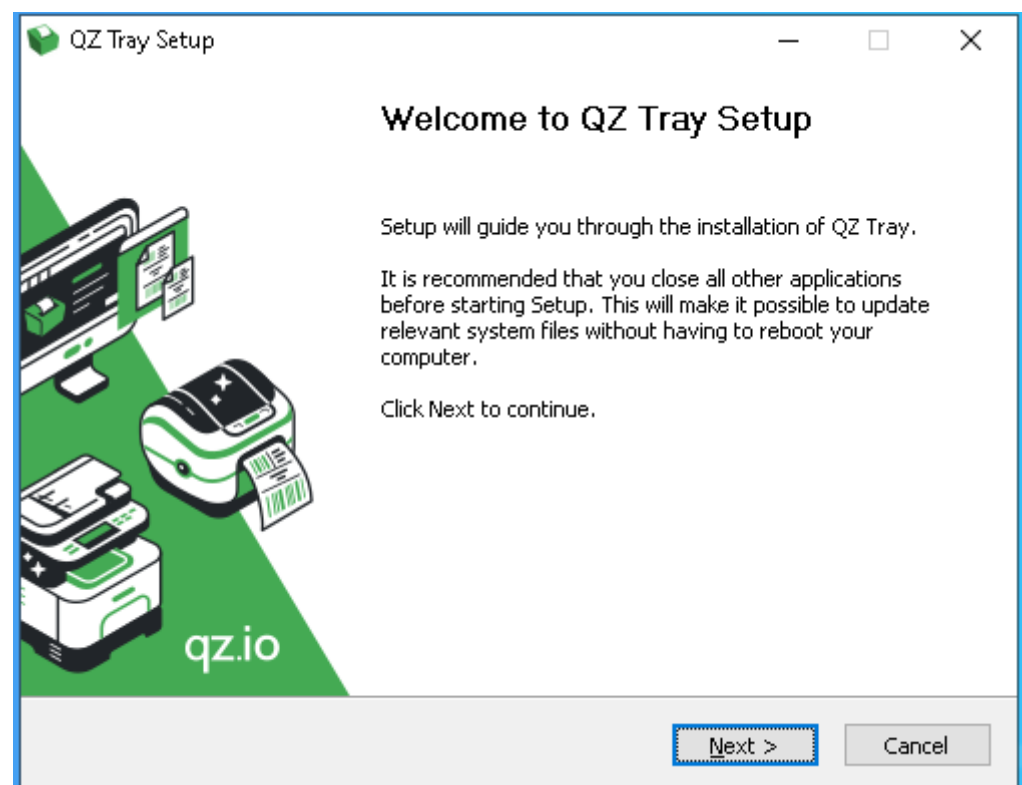 QZ Tray Setup
Welcome to QZ Tray Setup
Setup will guide you through the installation of QZ Tray.
It is recommended that you close all other applications
before starting Setup. This will make it possible to update
relevant system files without having to reboot your
computer.
Click Next to continue.
qz.io
Next >
Cancel